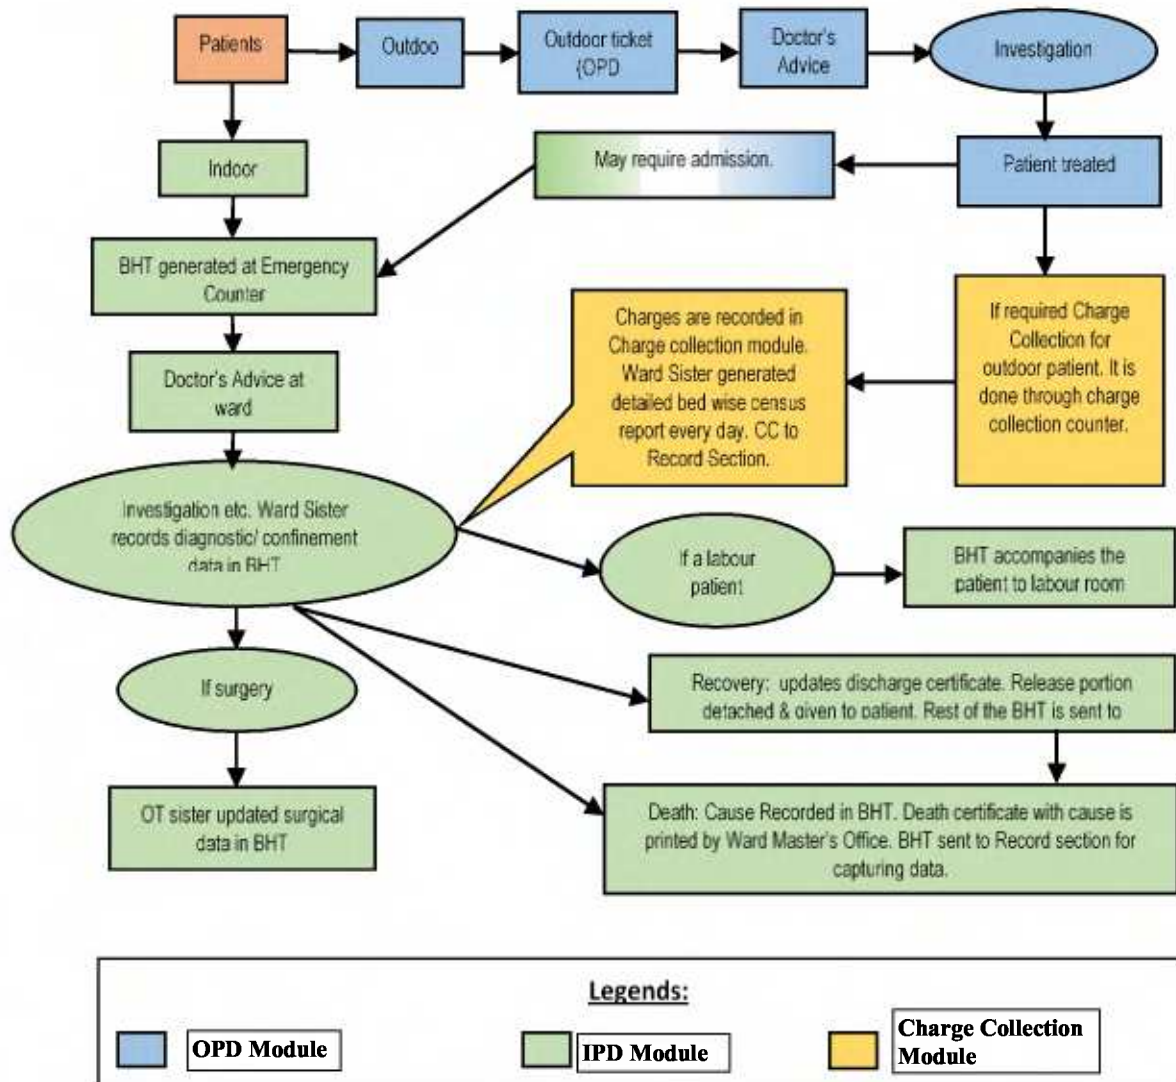 Patients
Outdoo
Outdoor ticket
(OPD
Doctor's
Advice
Investigation
Indoor
May require admission.
Patient treated
BHT generated at Emergency
Counter
Charges are recorded in
Charge collection module.
Ward Sister generated
detailed bed wise census
report every day. CC to
Record Section.
If required Charge
Collection for
outdoor patient. It is
done through charge
collection counter.
Doctor's Advice at
ward
Investigation etc. Ward Sister
records diagnostic/ confinement
data in BHT
If a labour
patient
BHT accompanies the
patient to labour room
If surgery
Recovery: updates discharge certificate. Release portion
detached & given to patient. Rest of the BHT is sent to
OT sister updated surgical
data in BHT
Death: Cause Recorded in BHT. Death certificate with cause is
printed by Ward Master's Office. BHT sent to Record section for
capturing data.
Legends:
OPD Module
IPD Module
Charge Collection
Module